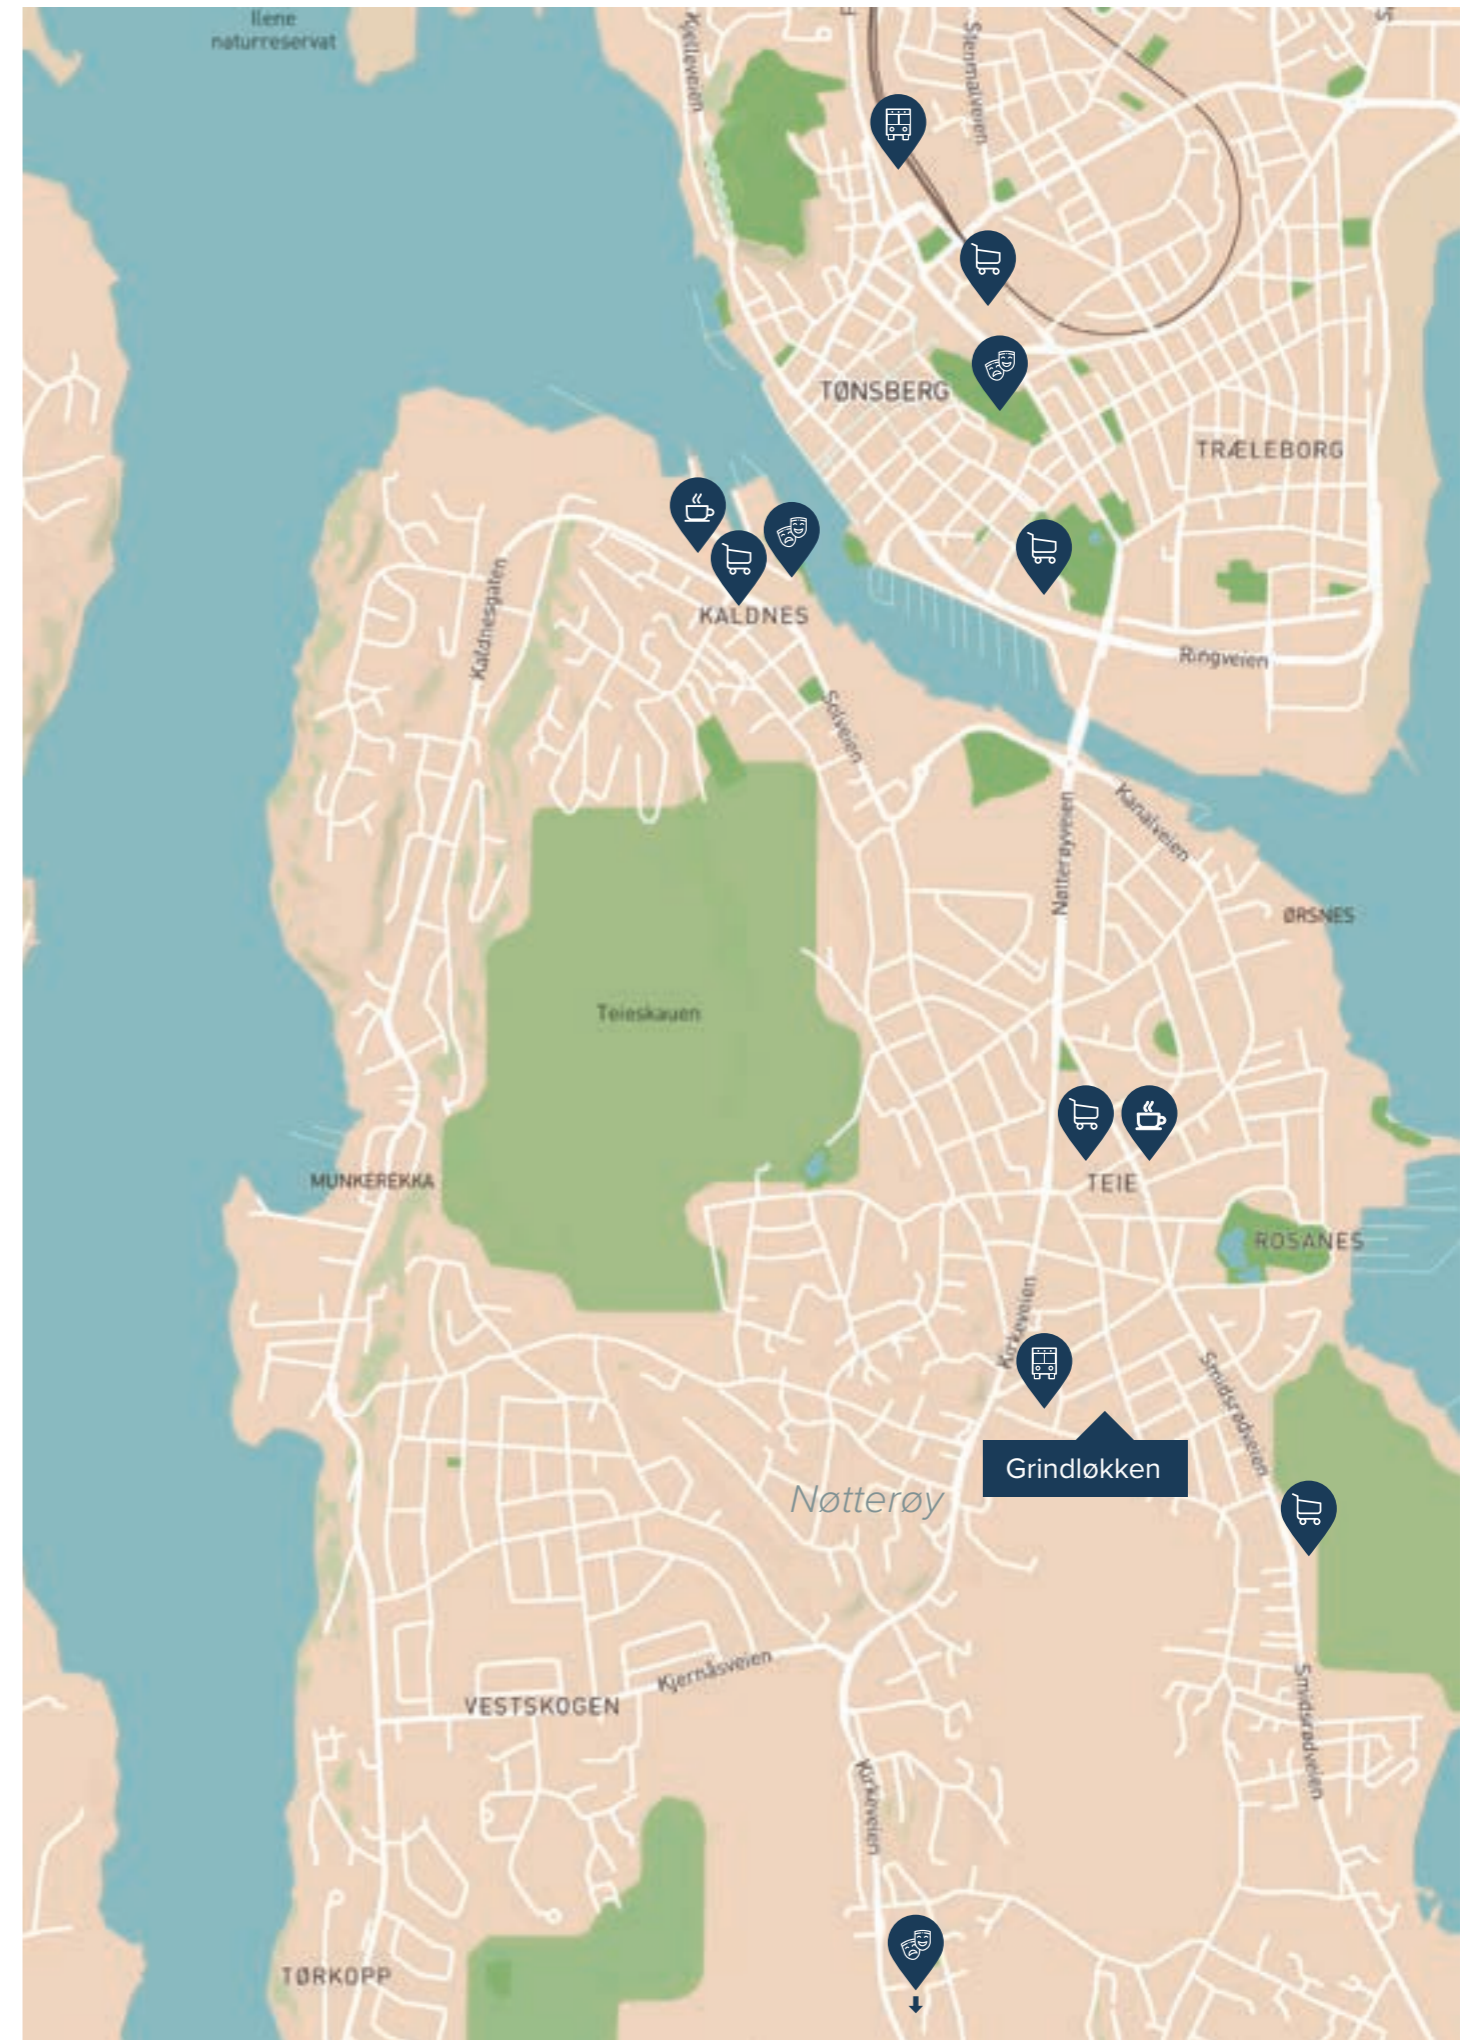 Ilene
naturreservat
Kjelleveien
Stenmalveien
TØNSBERG
TRÆLEBORG
Kaldnesgaten
KALDNES
Ringveien
Solveien
Kanalveien
Nøtterøyveien
ØRSNES
Teieskauen
MUNKEREKKA
TEIE
ROSANES
Kirkeveien
Smidsrødveien
Grindløkken
Nøtterøy
Kjernåsveien
VESTSKOGEN
Smidsrødveien
Kirkeveien
TØRKOPP